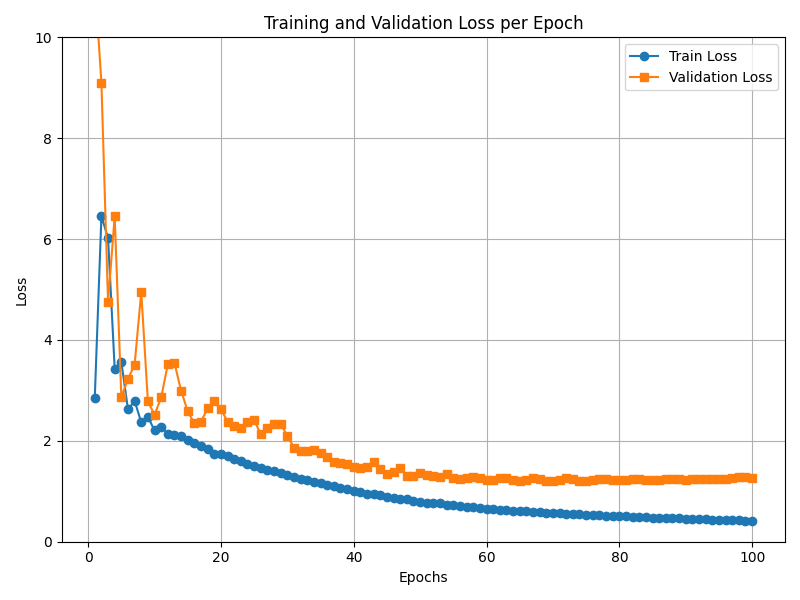 Training and Validation Loss per Epoch
Train Loss
Validation Loss
10
8
6
4
2
0
Loss
0 20 40 60 80 100
Epochs